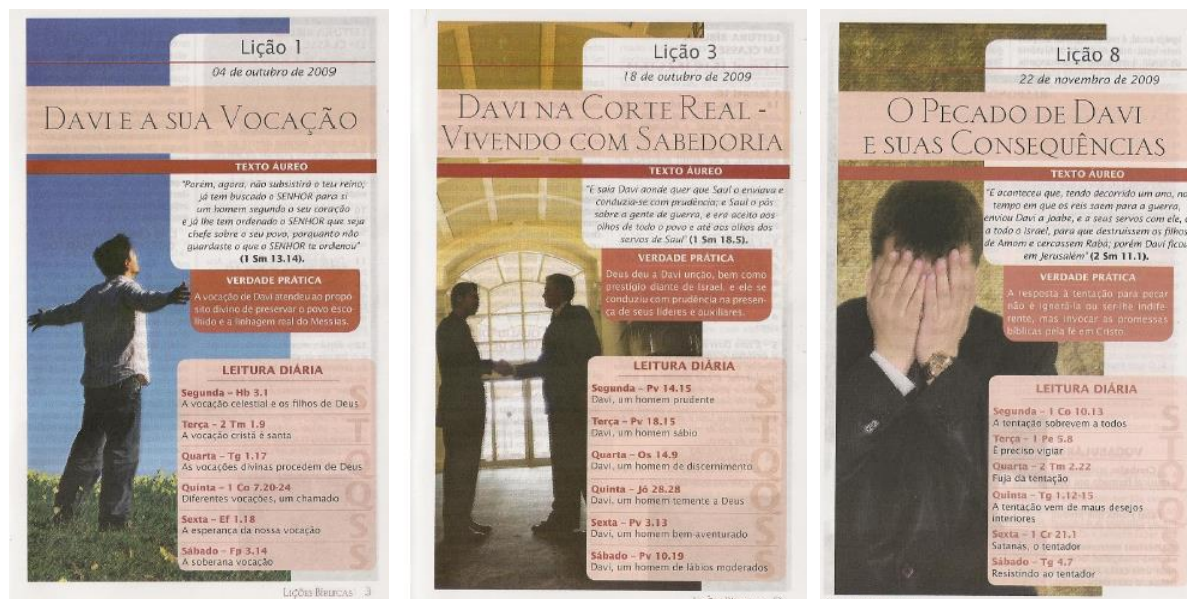 Lição 1
04 de outubro de 2009
DAVI E A SUA VOCAÇÃO
TEXTO ÁUREO
"Porém, agora, não subsistirá o teu reino;
já tem buscado o SENHOR para si
um homem segundo o seu coração
e já lhe tem ordenado o SENHOR que seja
chefe sobre o seu povo, porquanto não
guardaste o que o SENHOR te ordenou"
(1 Sm 13.14).
VERDADE PRÁTICA
A vocação de Davi atendeu ao propó
sito divino de preservar o povo esco
lhido e a linhagem real do Messias.
LEITURA DIÁRIA
Segunda – Hb 3.1
A vocação celestial e os filhos de Deus
Terça – 2 Tm 1.9
A vocação cristã é santa
Quarta – Tg 1.17
As vocações divinas procedem de Deus
Quinta – 1 Co 7.20-24
Diferentes vocações, um chamado
Sexta – Ef 1.18
A esperança da nossa vocação
Sábado – Fp 3.14
A soberana vocação
S
T
Q
Q
S
S
LIÇÕES BÍBLICAS 3
Lição 3
18 de outubro de 2009
DAVI NA CORTE REAL -
VIVENDO COM SABEDORIA
TEXTO ÁUREO
"E saía Davi aonde quer que Saul o enviava e
conduzia-se com prudência; e Saul o pôs
sobre a gente de guerra, e era aceito aos
olhos de todo o povo e até aos olhos dos
servos de Saul" (1 Sm 18.5).
VERDADE PRÁTICA
Deus deu a Davi unção, bem como
prestígio diante de Israel, e ele se
conduziu com prudência na presen-
ça de seus líderes e auxiliares.
LEITURA DIÁRIA
Segunda – Pv 14.15
Davi, um homem prudente
Terça – Pv 18.15
Davi, um homem sábio
Quarta – Os 14.9
Davi, um homem de discernimento
Quinta – Jó 28.28
Davi, um homem temente a Deus
Sexta – Pv 3.13
Davi, um homem bem-aventurado
Sábado – Pv 10.19
Davi, um homem de lábios moderados
S
T
Q
Q
S
S
Lição 8
22 de novembro de 2009
O PECADO DE DAVI
E SUAS CONSEQUÊNCIAS
TEXTO ÁUREO
"E aconteceu que, tendo decorrido um ano, no
tempo em que os reis saem para a guerra,
enviou Davi a Joabe, e a seus servos com ele, e
a todo o Israel, para que destruíssem os filhos
de Amom e cercassem Rabá; porém Davi ficou
em Jerusalém" (2 Sm 11.1).
VERDADE PRÁTICA
A resposta à tentação para pecar
não é ignorá-la ou ser-lhe indife-
rente, mas invocar as promessas
bíblicas pela fé em Cristo.
LEITURA DIÁRIA
Segunda – 1 Co 10.13
A tentação sobrevem a todos
Terça – 1 Pe 5.8
É preciso vigiar
Quarta – 2 Tm 2.22
Fuja da tentação
Quinta – Tg 1.12-15
A tentação vem de maus desejos
interiores
Sexta – 1 Cr 21.1
Satanás, o tentador
Sábado – Tg 4.7
Resistindo ao tentador
S
T
Q
Q
S
S